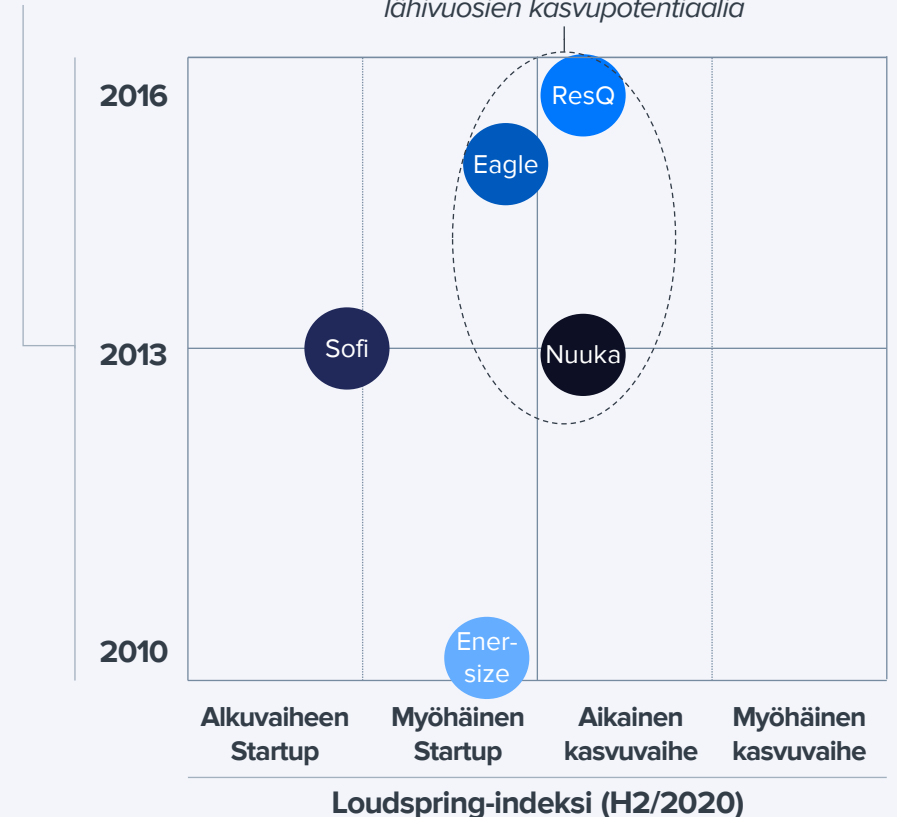 lähivuosien kasvupotentiaalia
2016
ResQ
Eagle
Sofi
2013
Nuuka
Ener-
size
2010
Alkuvaiheen
Startup
Myöhäinen
Startup
Aikainen
kasvuvaihe
Myöhäinen
kasvuvaihe
Loudspring-indeksi (H2/2020)